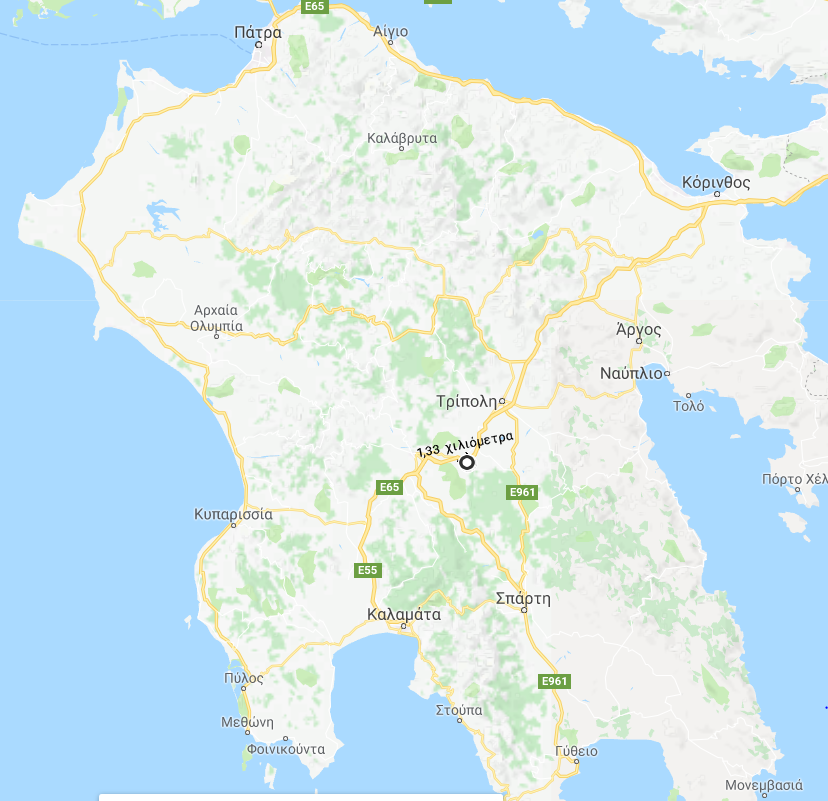 E65
Πάτρα
Αίγιο
Καλάβρυτα
Κόρινθος
Αρχαία
Ολυμπία
Άργος
Ναύπλιο
Τρίπολη
Τολό
1,33 χιλιόμετρα
Πόρτο Χέλ
E65
E961
Κυπαρισσία
E55
Σπάρτη
Καλαμάτα
Πύλος
E961
Στούπα
Μεθώνη
Φοινικούντα
Γύθειο
Μονεμβασιά